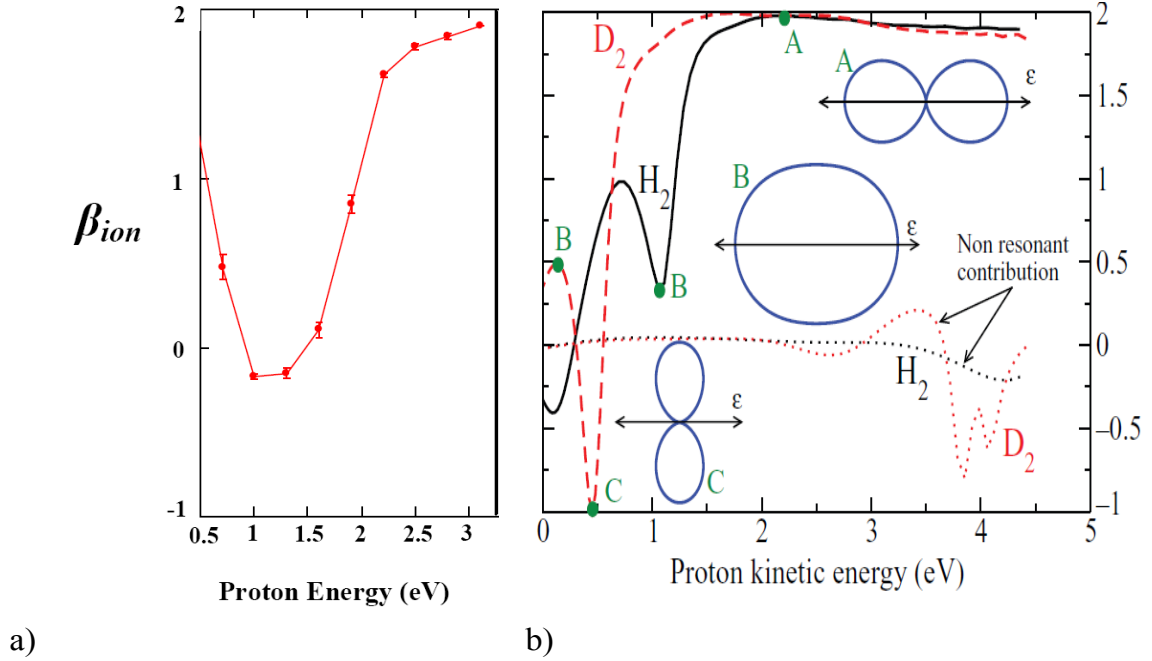 2
1
0
-1
β_ion
0.5 1 1.5 2 2.5 3
Proton Energy (eV)
a)
D₂
H₂
A
A ε
B
B ε
B
Non resonant
contribution
H₂
D₂
ε
C C
2
1.5
1
0.5
0
−0.5
−1
0 1 2 3 4 5
Proton kinetic energy (eV)
b)